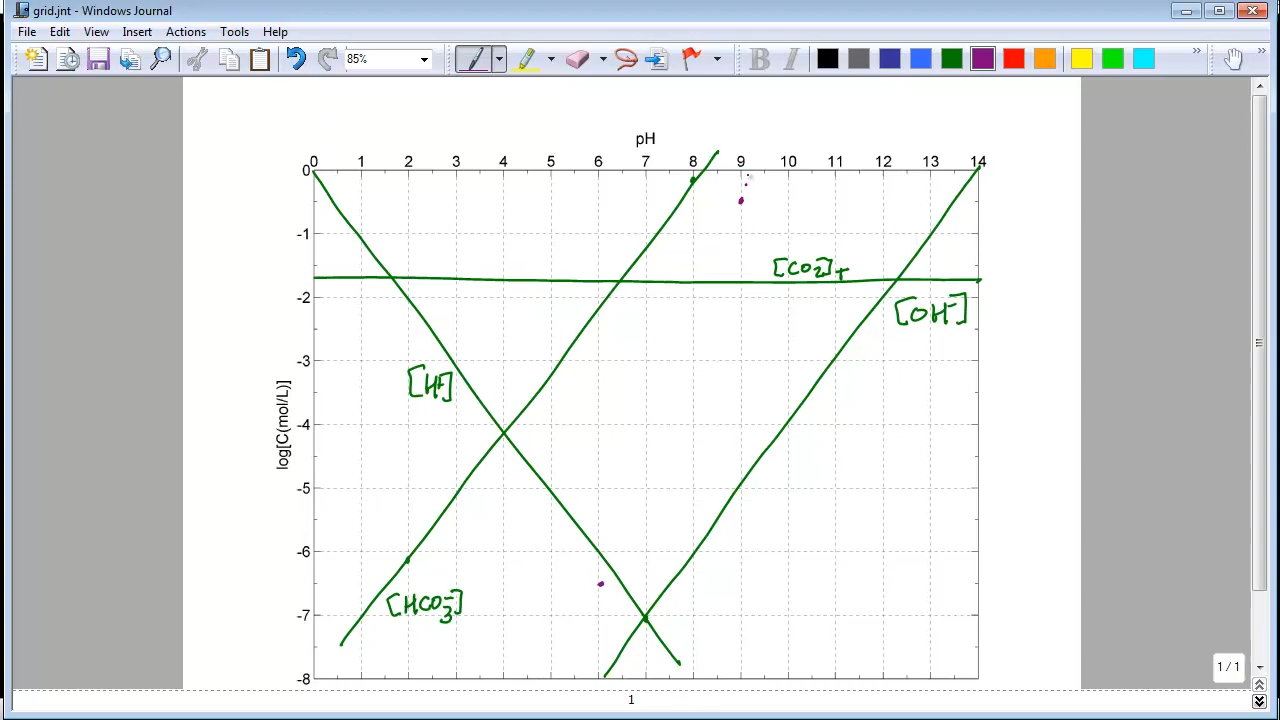 grid.jnt - Windows Journal
File Edit View Insert Actions Tools Help
85%
B I
pH
0 1 2 3 4 5 6 7 8 9 10 11 12 13 14
0
-1
-2
-3
-4
-5
-6
-7
-8
log[C(mol/L)]
[CO2]T
[OH-]
[H+]
[HCO3-]
1 / 1
1